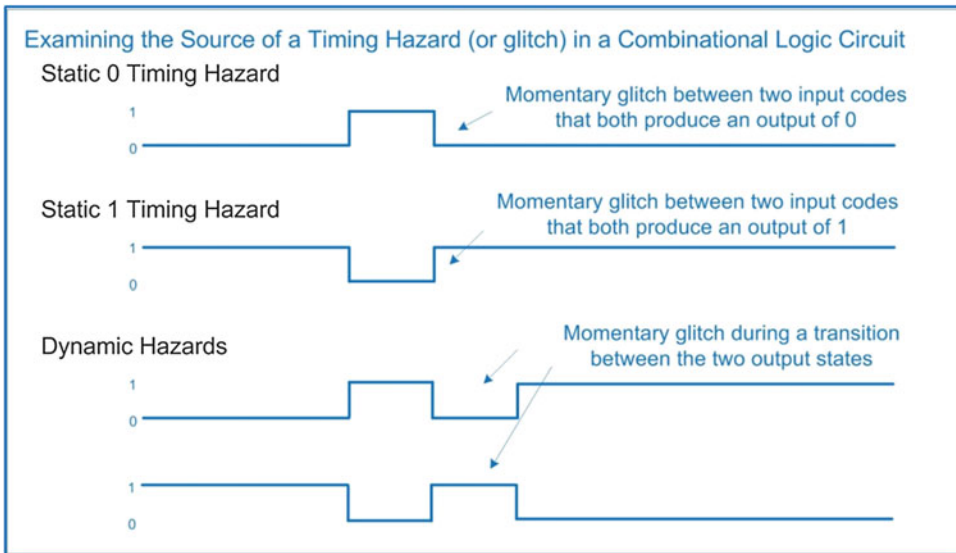 Examining the Source of a Timing Hazard (or glitch) in a Combinational Logic Circuit
Static 0 Timing Hazard
Momentary glitch between two input codes
that both produce an output of 0
1
0
Static 1 Timing Hazard
Momentary glitch between two input codes
that both produce an output of 1
1
0
Dynamic Hazards
Momentary glitch during a transition
between the two output states
1
0
1
0